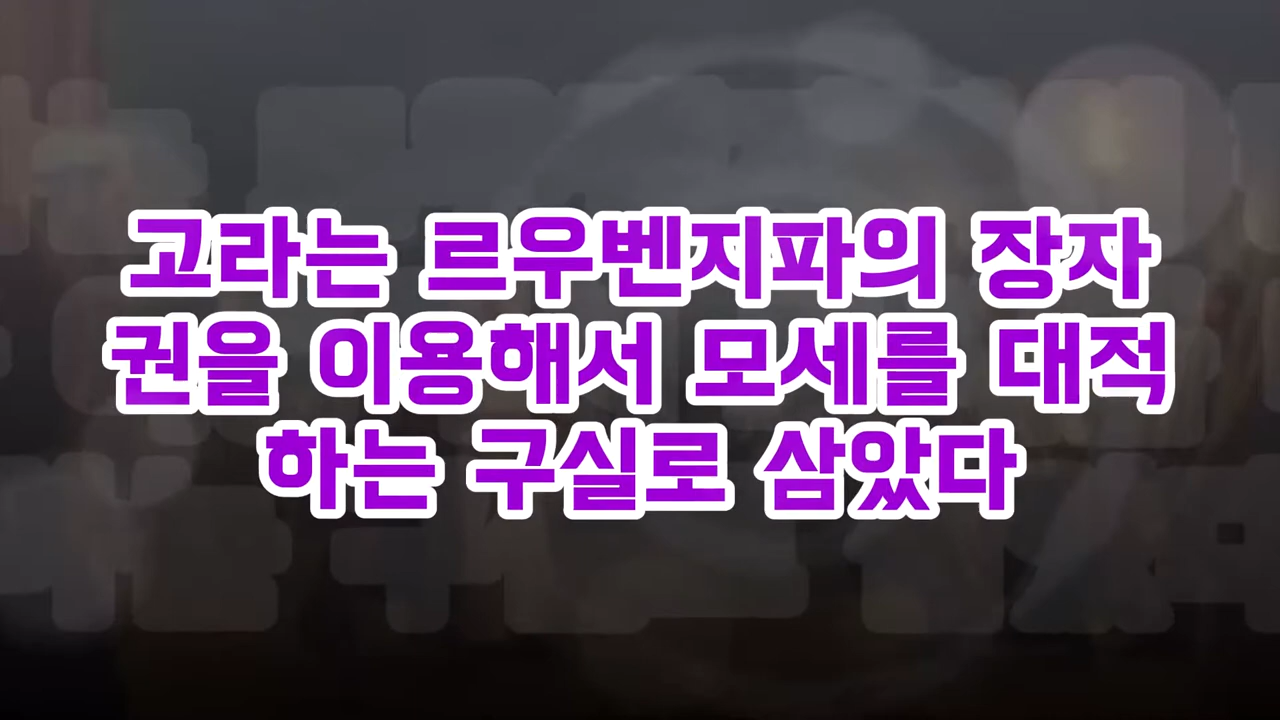 고라는 르우벤지파의 장자
권을 이용해서 모세를 대적
하는 구실로 삼았다